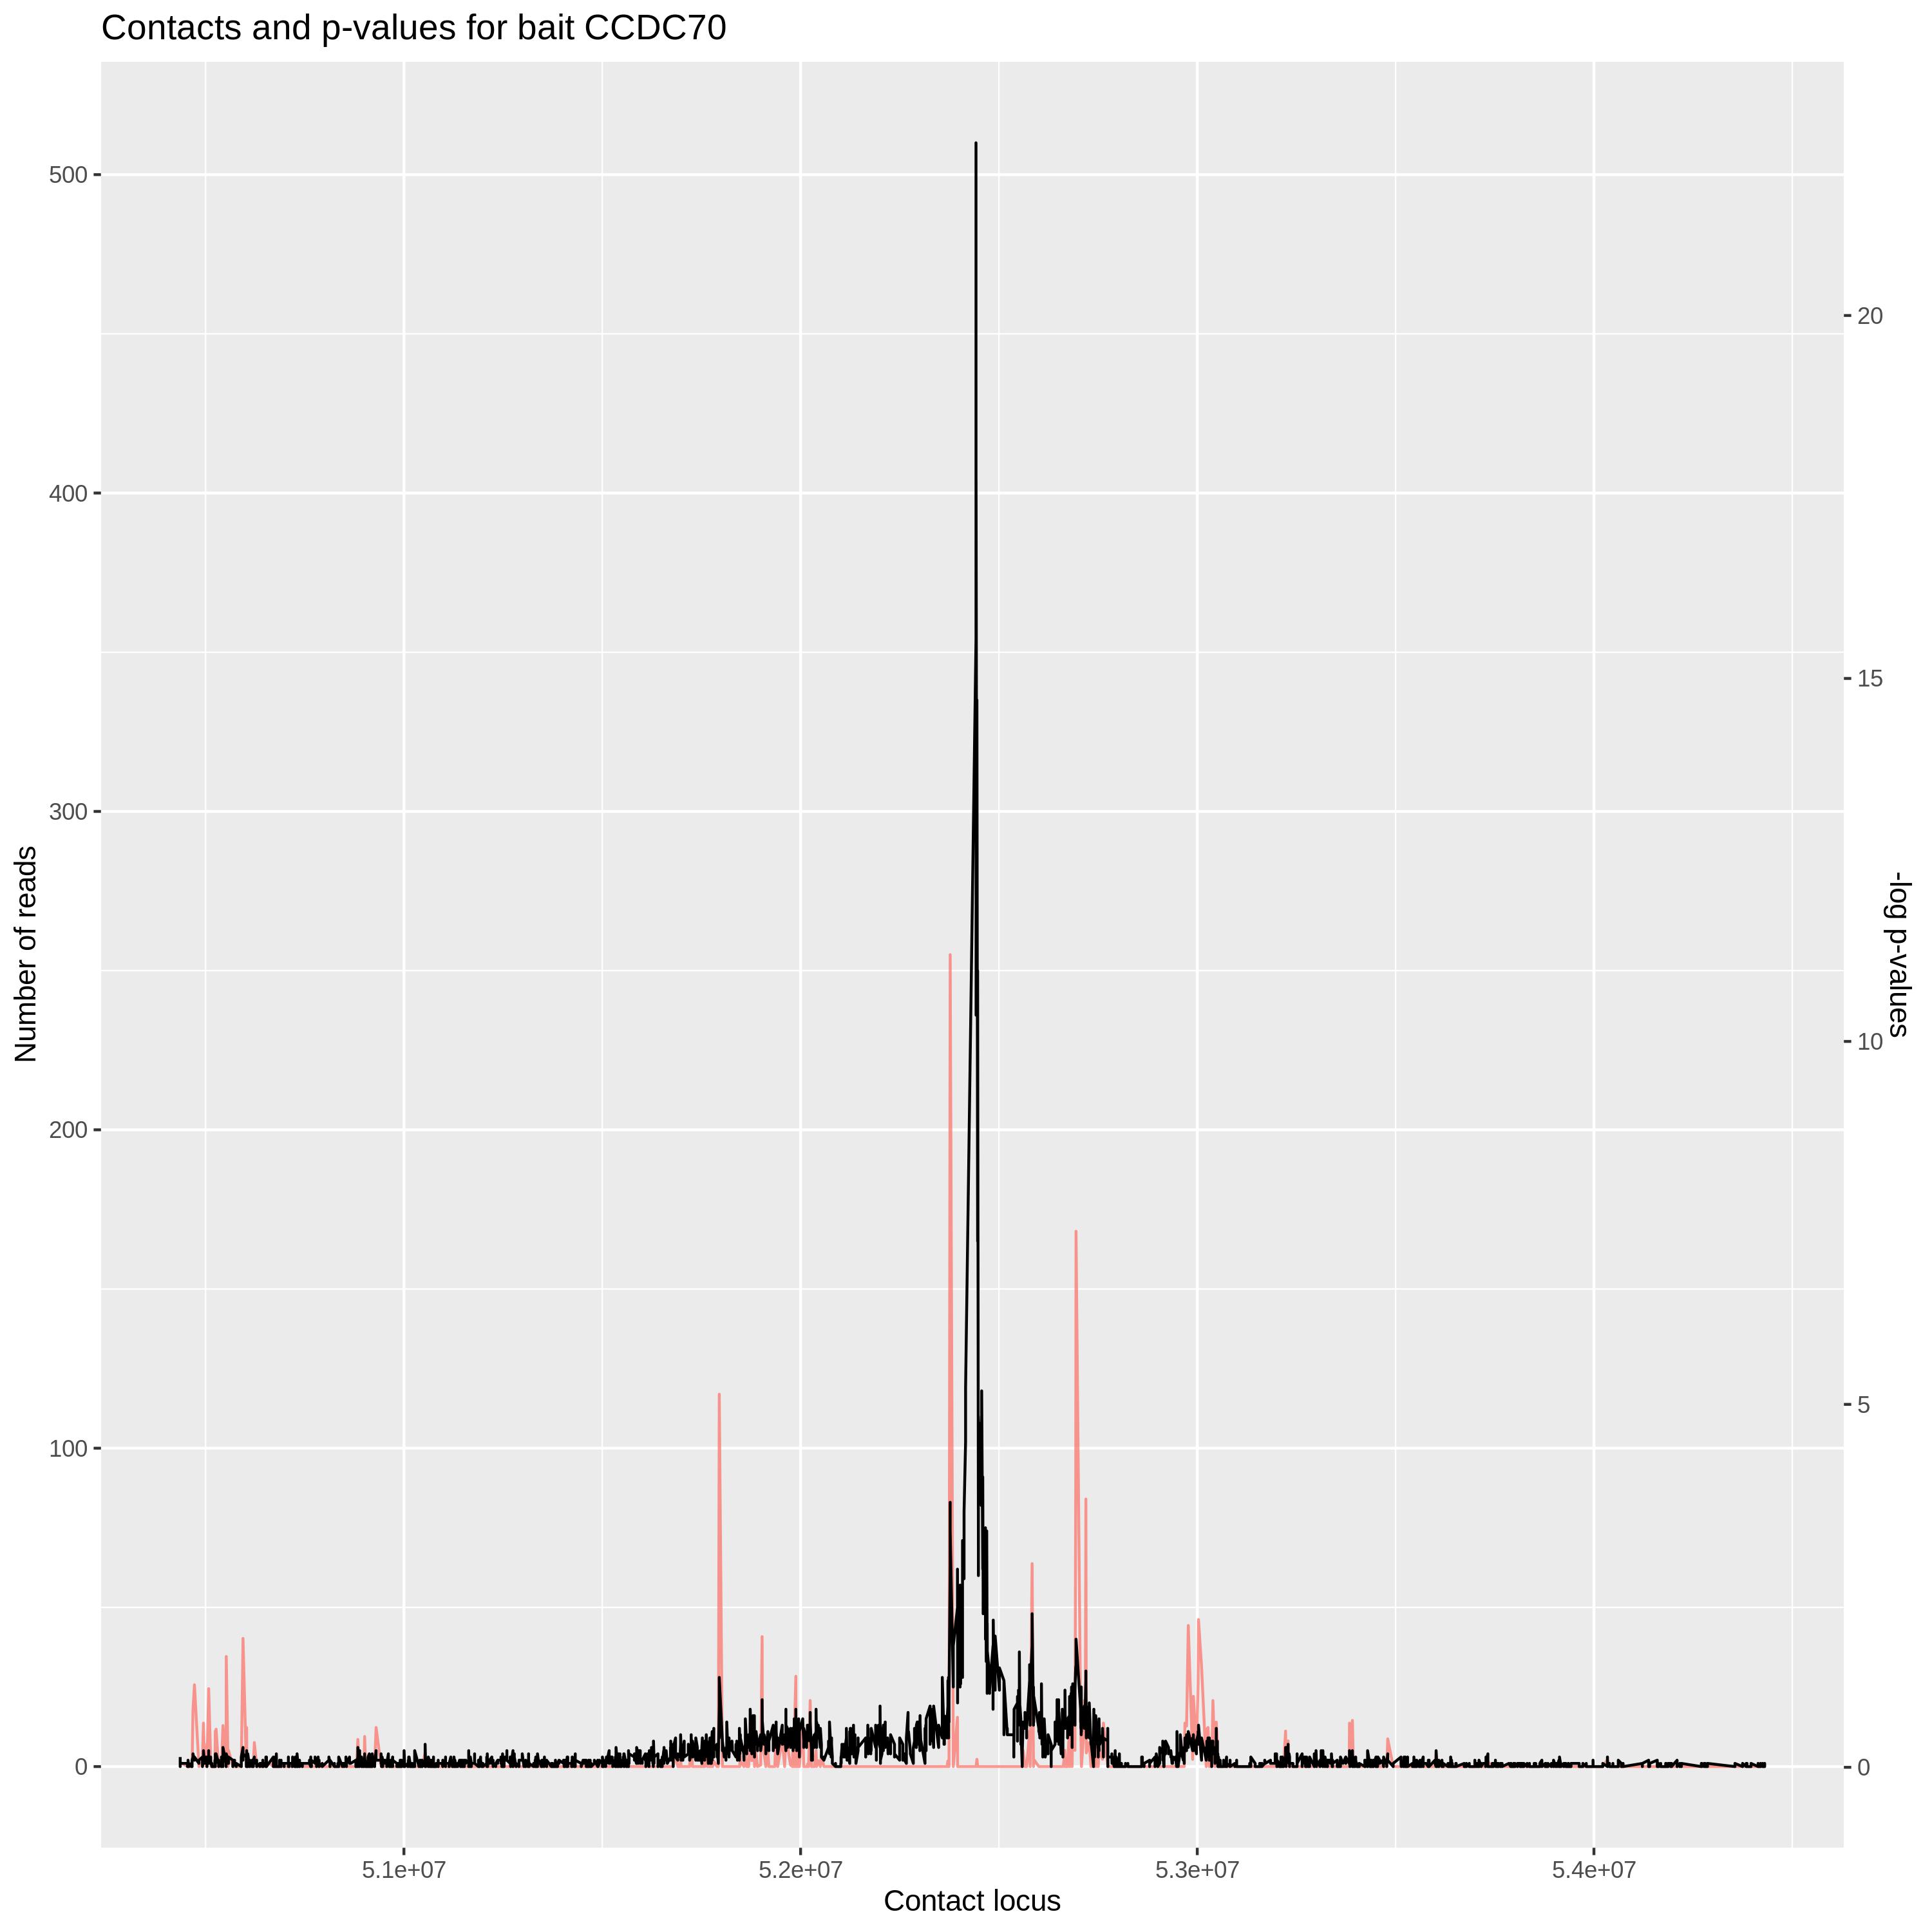 Contacts and p-values for bait CCDC70
500
400
300
200
100
0
Number of reads
20
15
10
5
0
-log p-values
5.1e+07
5.2e+07
5.3e+07
5.4e+07
Contact locus